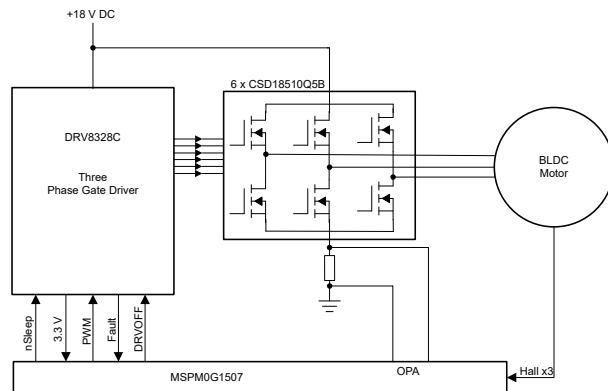 +18 V DC
6 x CSD18510Q5B
DRV8328C
Three
Phase Gate Driver
BLDC
Motor
nSleep
3.3 V
PWM
Fault
DRVOFF
OPA
Hall x3
MSPM0G1507